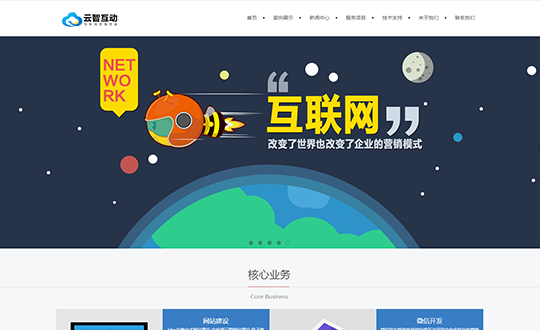 云智互动
首页 案例展示 新闻中心 服务项目 技术支持 关于我们 联系我们
NET
WO
RK
“互联网”
改变了世界也改变了企业的营销模式
核心业务
Core Business
网站建设
微信开发